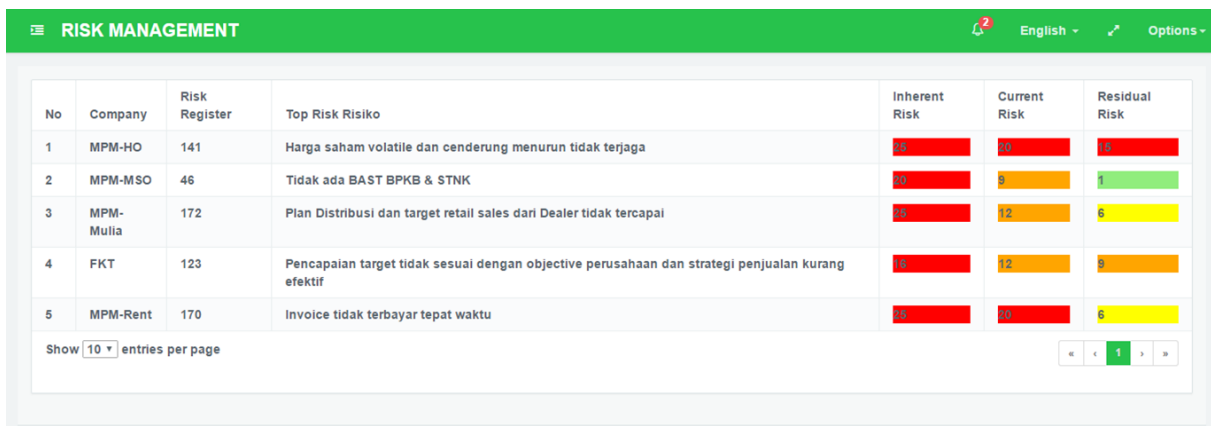 RISK MANAGEMENT
2
English
Options
No Company Risk Register Top Risk Risiko Inherent Risk Current Risk Residual Risk
1 MPM-HO 141 Harga saham volatile dan cenderung menurun tidak terjaga 25 20 15
2 MPM-MSO 46 Tidak ada BAST BPKB & STNK 20 9 1
3 MPM-Mulia 172 Plan Distribusi dan target retail sales dari Dealer tidak tercapai 25 12 6
4 FKT 123 Pencapaian target tidak sesuai dengan objective perusahaan dan strategi penjualan kurang
efektif 16 12 9
5 MPM-Rent 170 Invoice tidak terbayar tepat waktu 25 20 6
Show 10 entries per page
« ‹ 1 › »